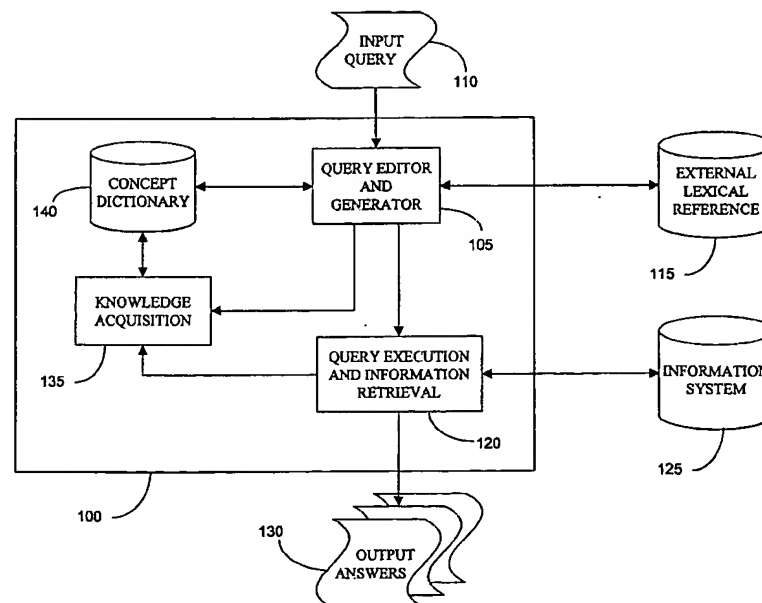 INPUT
QUERY
110
CONCEPT
DICTIONARY
140
QUERY EDITOR
AND
GENERATOR
105
EXTERNAL
LEXICAL
REFERENCE
115
KNOWLEDGE
ACQUISITION
135
QUERY EXECUTION
AND INFORMATION
RETRIEVAL
120
INFORMATION
SYSTEM
125
100
130
OUTPUT
ANSWERS